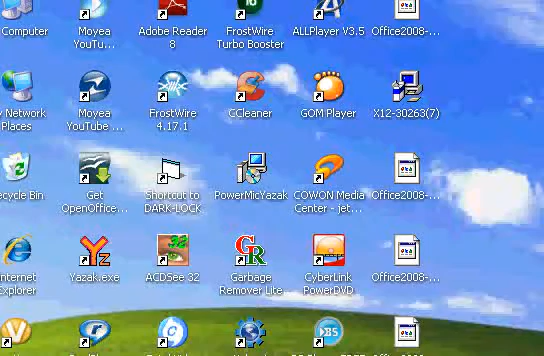 Computer
Moyea
YouTu...
Adobe Reader
8
FrostWire
Turbo Booster
ALLPlayer V3.5
Office2008-...
y Network
Places
Moyea
YouTube ...
FrostWire
4.17.1
CCleaner
GOM Player
X12-30263(7)
ecycle Bin
Get
OpenOffice...
Shortcut to
DARK-LOCK
PowerMicYazak
COWON Media
Center - jet...
Office2008-...
nternet
Explorer
Yazak.exe
ACDSee 32
Garbage
Remover Lite
CyberLink
PowerDVD
Office2008-...